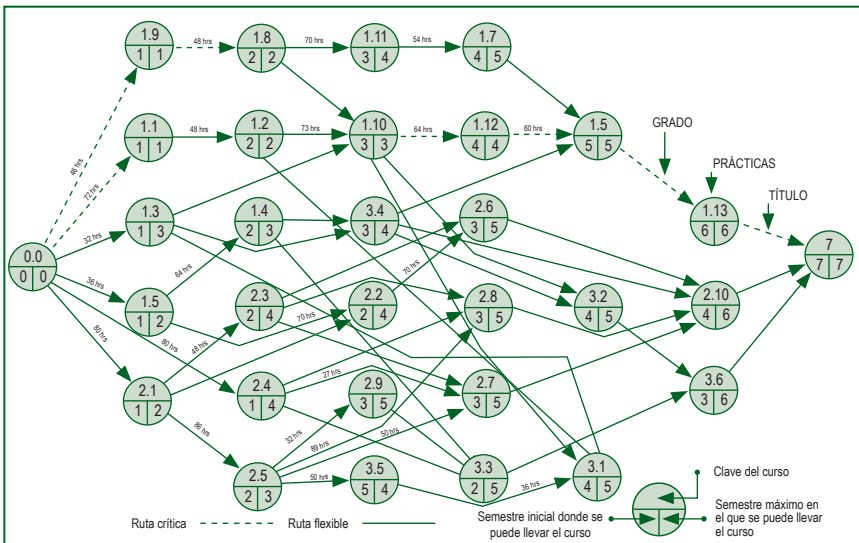 1.9
1 1
48 hrs
1.8
2 2
70 hrs
1.11
3 4
54 hrs
1.7
4 5
46 hrs
72 hrs
1.1
1 1
48 hrs
1.2
2 2
73 hrs
1.10
3 3
64 hrs
1.12
4 4
60 hrs
1.5
5 5
GRADO
PRÁCTICAS
1.13
6 6
TÍTULO
7
7 7
0.0
0 0
32 hrs
1.3
1 3
1.4
2 3
3.4
3 4
2.6
3 5
36 hrs
64 hrs
70 hrs
1.5
1 2
2.3
2 4
2.2
2 4
2.8
3 5
3.2
4 5
2.10
4 6
80 hrs
80 hrs
48 hrs
70 hrs
2.1
1 2
2.4
1 4
27 hrs
2.9
3 5
2.7
3 5
3.6
3 6
86 hrs
32 hrs
89 hrs
50 hrs
2.5
2 3
50 hrs
3.5
5 4
3.3
2 5
36 hrs
3.1
4 5
Clave del curso
Ruta crítica
Ruta flexible
Semestre inicial donde se
puede llevar el curso
Semestre máximo en
el que se puede llevar
el curso